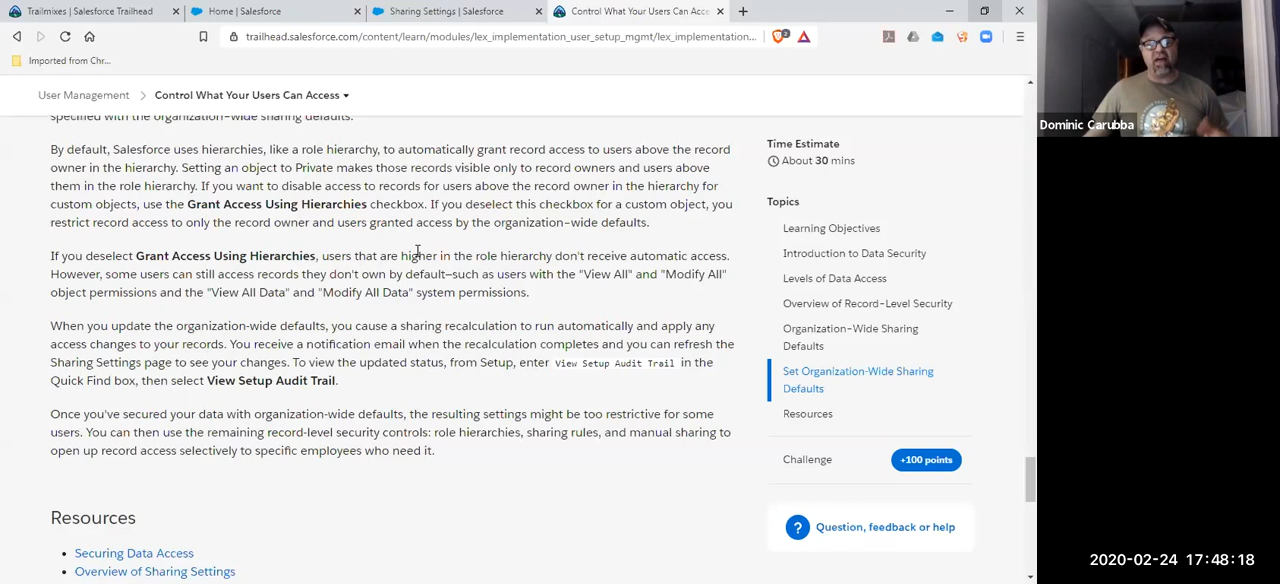 Trailmixes | Salesforce Trailhead
Home | Salesforce
Sharing Settings | Salesforce
Control What Your Users Can Acce
trailhead.salesforce.com/content/learn/modules/lex_implementation_user_setup_mgmt/lex_implementation...
2
Imported from Chr...
User Management
Control What Your Users Can Access
Dominic Carubba
specified with the organization-wide sharing defaults.
By default, Salesforce uses hierarchies, like a role hierarchy, to automatically grant record access to users above the record
owner in the hierarchy. Setting an object to Private makes those records visible only to record owners and users above
them in the role hierarchy. If you want to disable access to records for users above the record owner in the hierarchy for
custom objects, use the Grant Access Using Hierarchies checkbox. If you deselect this checkbox for a custom object, you
restrict record access to only the record owner and users granted access by the organization-wide defaults.
If you deselect Grant Access Using Hierarchies, users that are higher in the role hierarchy don't receive automatic access.
However, some users can still access records they don't own by default—such as users with the "View All" and "Modify All"
object permissions and the "View All Data" and "Modify All Data" system permissions.
When you update the organization-wide defaults, you cause a sharing recalculation to run automatically and apply any
access changes to your records. You receive a notification email when the recalculation completes and you can refresh the
Sharing Settings page to see your changes. To view the updated status, from Setup, enter View Setup Audit Trail in the
Quick Find box, then select View Setup Audit Trail.
Once you've secured your data with organization-wide defaults, the resulting settings might be too restrictive for some
users. You can then use the remaining record-level security controls: role hierarchies, sharing rules, and manual sharing to
open up record access selectively to specific employees who need it.
Resources
Securing Data Access
Overview of Sharing Settings
Time Estimate
About 30 mins
Topics
Learning Objectives
Introduction to Data Security
Levels of Data Access
Overview of Record-Level Security
Organization-Wide Sharing
Defaults
Set Organization-Wide Sharing
Defaults
Resources
Challenge
+100 points
? Question, feedback or help
2020-02-24 17:48:18